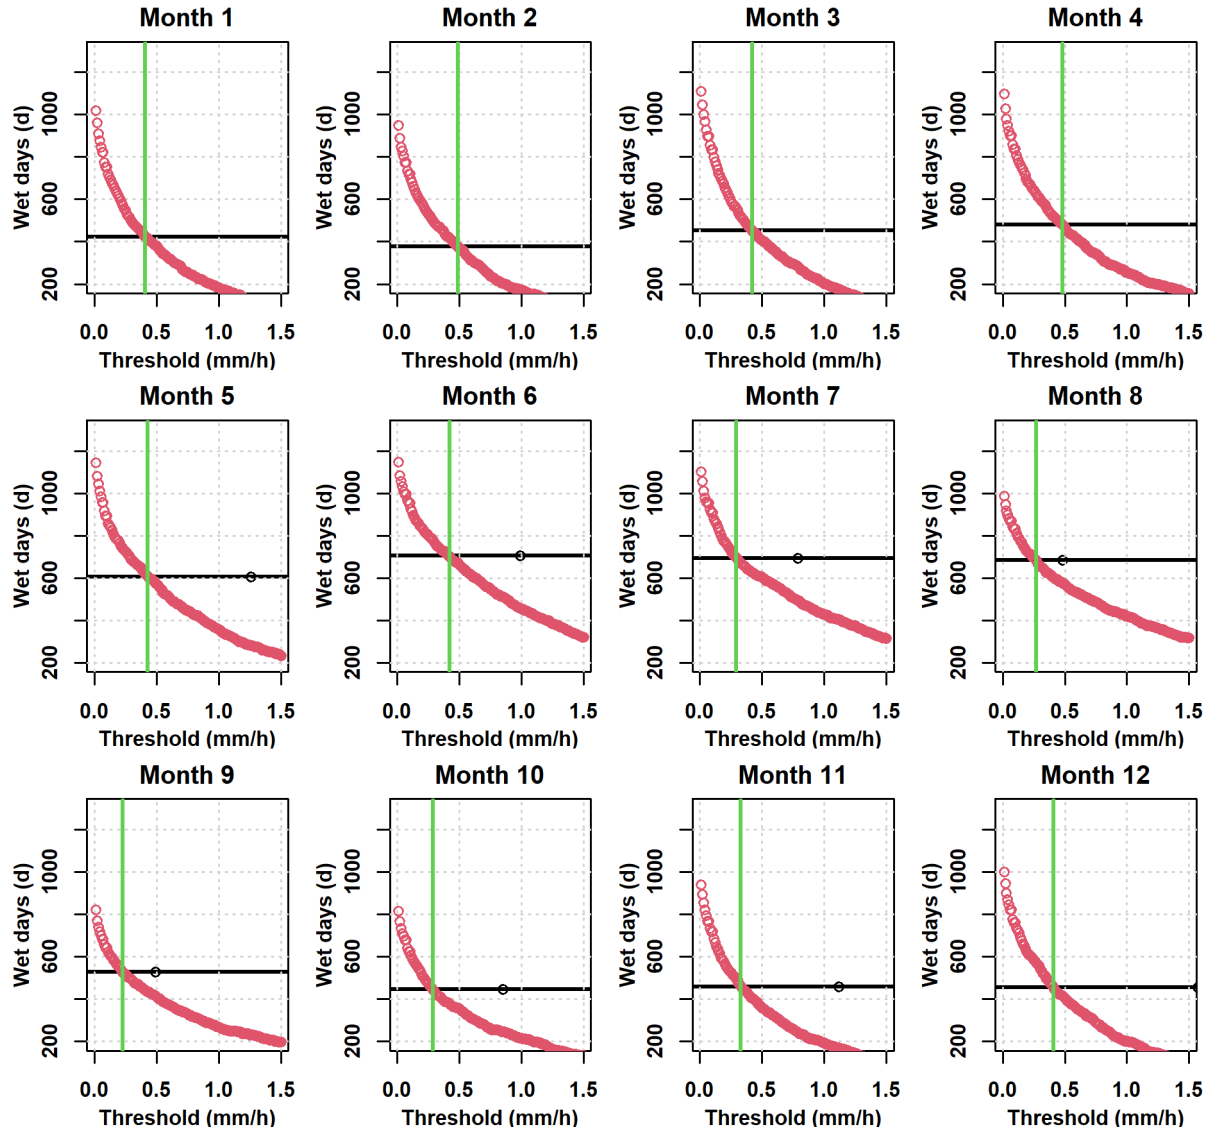 Month 1 Month 2 Month 3 Month 4
Wet days (d) Wet days (d) Wet days (d) Wet days (d)
1000 1000 1000 1000
600 600 600 600
200 200 200 200
0.0 0.5 1.0 1.5 0.0 0.5 1.0 1.5 0.0 0.5 1.0 1.5 0.0 0.5 1.0 1.5
Threshold (mm/h) Threshold (mm/h) Threshold (mm/h) Threshold (mm/h)
Month 5 Month 6 Month 7 Month 8
Wet days (d) Wet days (d) Wet days (d) Wet days (d)
1000 1000 1000 1000
600 600 600 600
200 200 200 200
0.0 0.5 1.0 1.5 0.0 0.5 1.0 1.5 0.0 0.5 1.0 1.5 0.0 0.5 1.0 1.5
Threshold (mm/h) Threshold (mm/h) Threshold (mm/h) Threshold (mm/h)
Month 9 Month 10 Month 11 Month 12
Wet days (d) Wet days (d) Wet days (d) Wet days (d)
1000 1000 1000 1000
600 600 600 600
200 200 200 200
0.0 0.5 1.0 1.5 0.0 0.5 1.0 1.5 0.0 0.5 1.0 1.5 0.0 0.5 1.0 1.5
Threshold (mm/h) Threshold (mm/h) Threshold (mm/h) Threshold (mm/h)